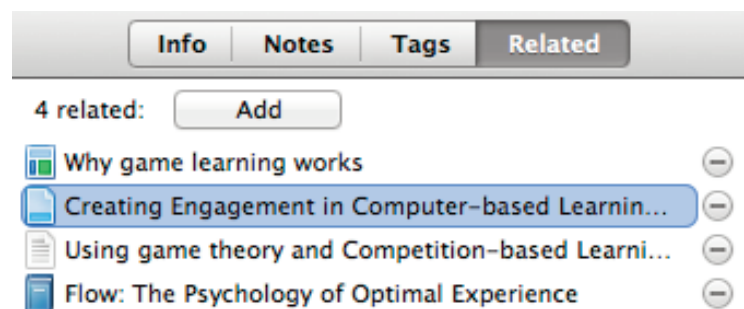 Info Notes Tags Related
4 related: Add
Why game learning works
Creating Engagement in Computer-based Learnin...
Using game theory and Competition-based Learni...
Flow: The Psychology of Optimal Experience